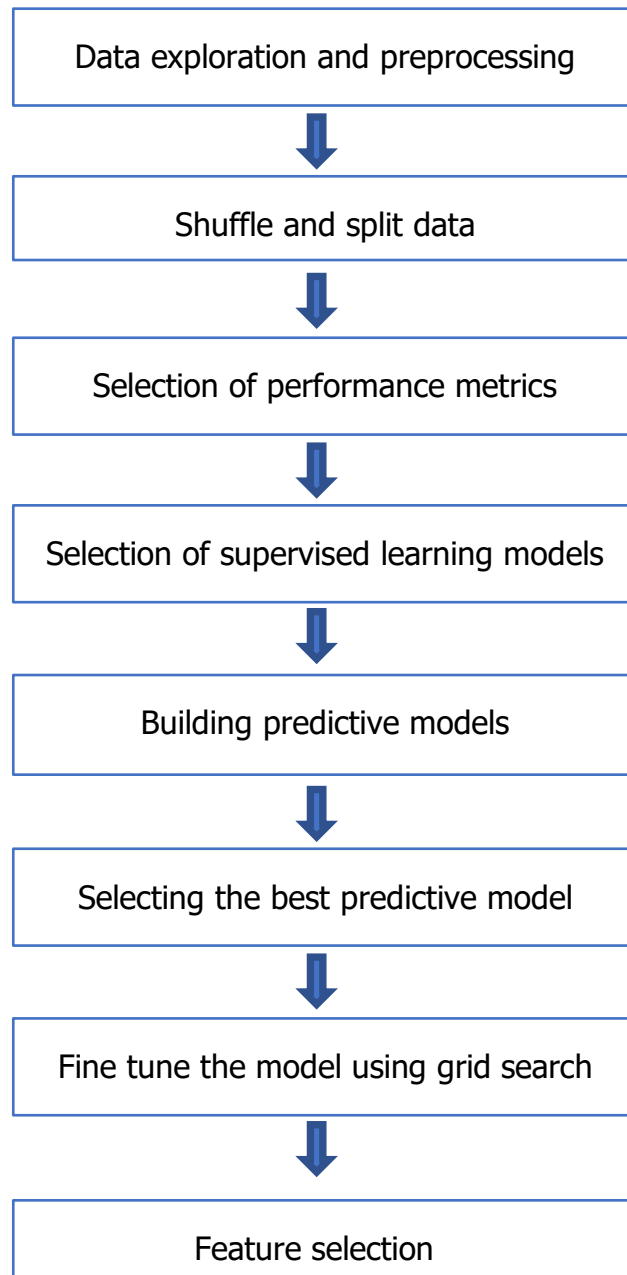 Data exploration and preprocessing
Shuffle and split data
Selection of performance metrics
Selection of supervised learning models
Building predictive models
Selecting the best predictive model
Fine tune the model using grid search
Feature selection